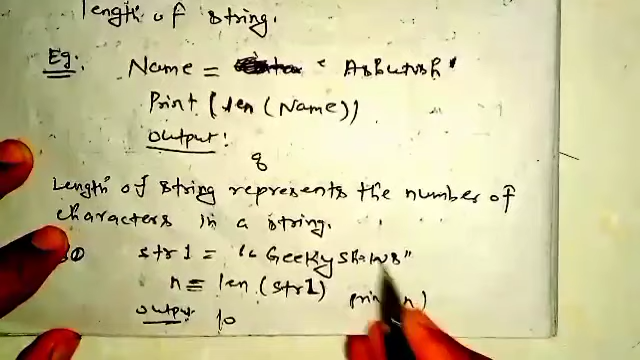 length of string.
Eg:
Name =
Print (len (Name))
Output:
8
Length of string represents the number of
characters in a string.
str1 = "Geekyshows"
n = len (str1)
Output 10